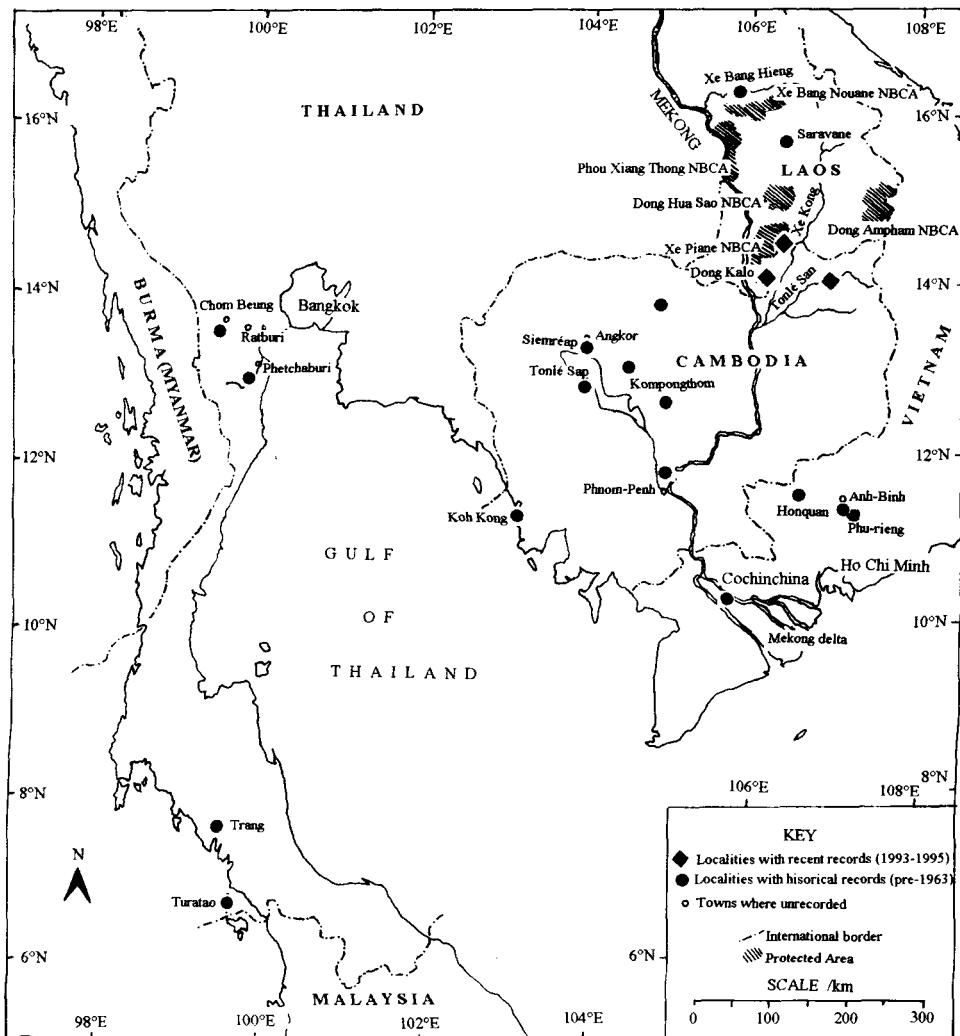 98°E 100°E 102°E 104°E 106°E 108°E
Xe Bang Hieng
Xe Bang Nouane NBCA
THAILAND
MEKONG
16°N
16°N
Saravane
Phou Xiang Thong NBCA
LAOS
Dong Hua Sao NBCA
Xe Kong
Dong Ampham NBCA
Xe Piane NBCA
Dong Kalo
Tonlé San
14°N
14°N
BURMA (MYANMAR)
Chom Beung
Bangkok
Ratburi
Siemréap
Angkor
Phetchaburi
Tonlé Sap
CAMBODIA
Kompongthom
VIETNAM
12°N
12°N
Phnom-Penh
Anh-Binh
Honquan
Phu-rieng
Koh Kong
GULF
OF
THAILAND
Cochinchina
Ho Chi Minh
10°N
10°N
Mekong delta
8°N
8°N
106°E 108°E
Trang
N
Turatao
6°N
6°N
MALAYSIA
98°E 100°E 102°E 104°E
KEY
Localities with recent records (1993-1995)
Localities with hisorical records (pre-1963)
Towns where unrecorded
International border
Protected Area
SCALE /km
0 50 100 200 300